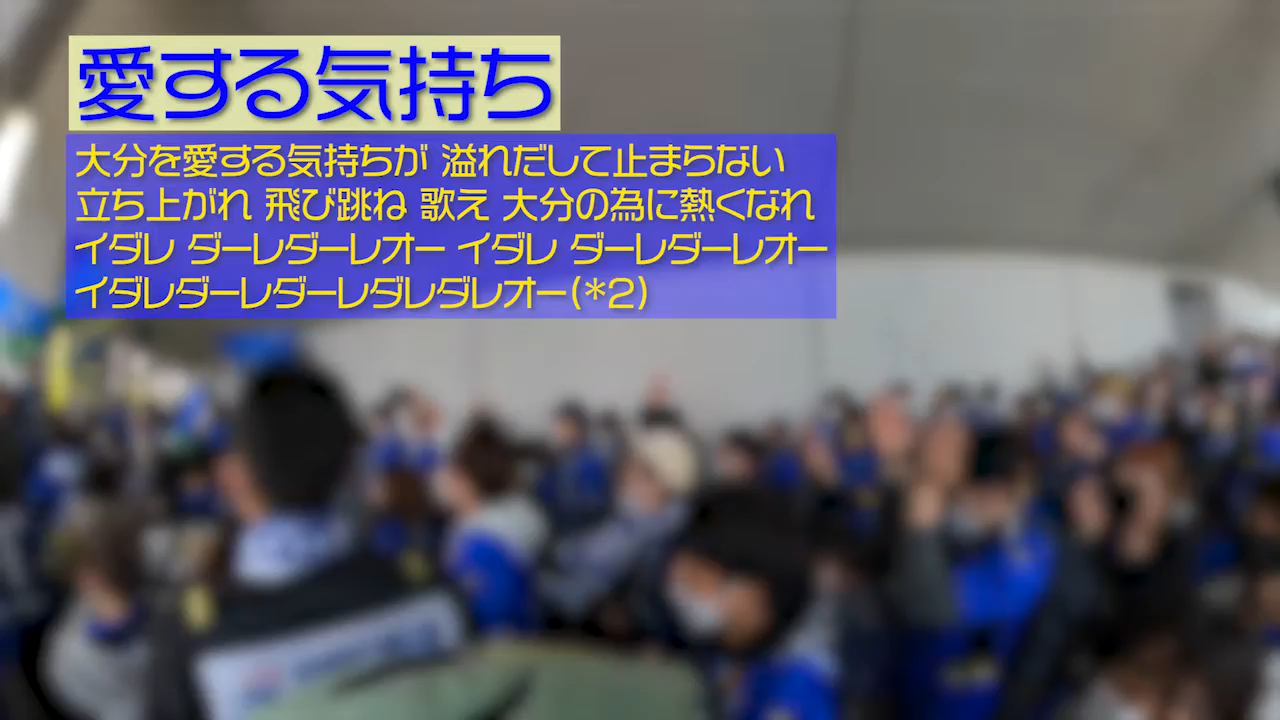 愛する気持ち
大分を愛する気持ちが 溢れだして止まらない
立ち上がれ 飛び跳ね 歌え 大分の為に熱くなれ
イダレ ダーレダーレオー イダレ ダーレダーレオー
イダレダーレダーレダレダレオー(*2)